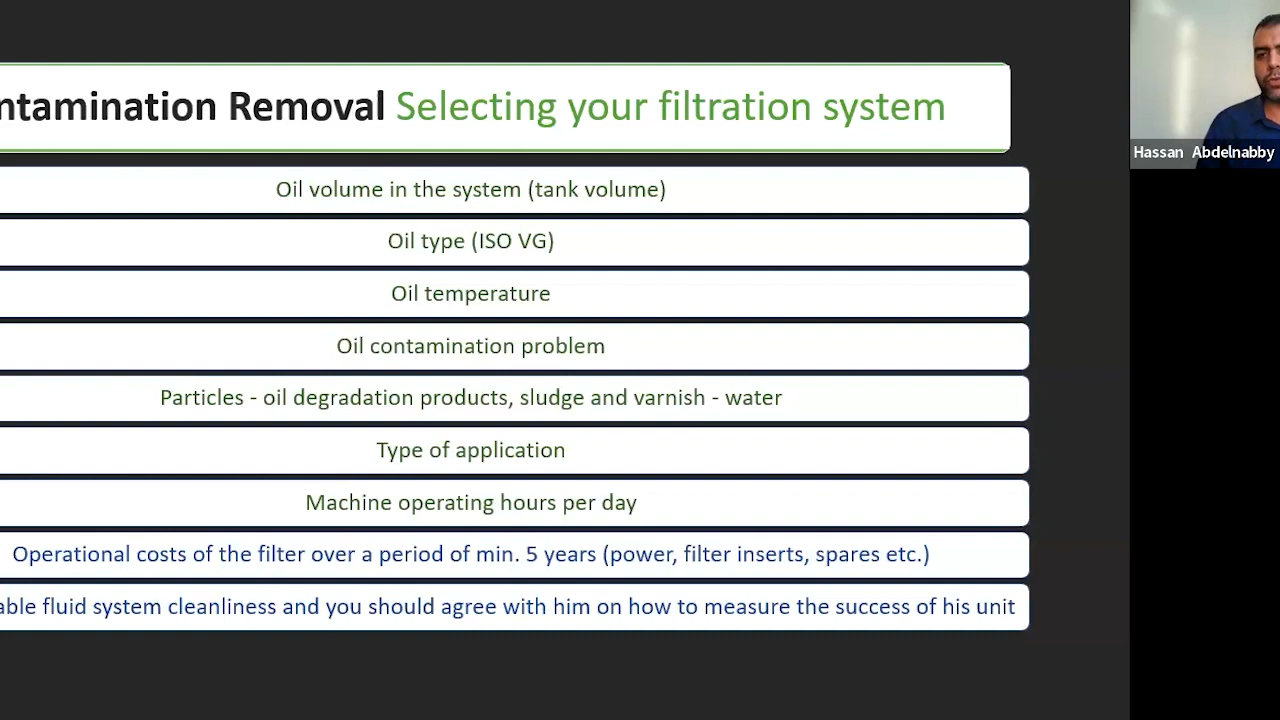 ntamination Removal Selecting your filtration system
Hassan Abdelnabby
Oil volume in the system (tank volume)
Oil type (ISO VG)
Oil temperature
Oil contamination problem
Particles - oil degradation products, sludge and varnish - water
Type of application
Machine operating hours per day
Operational costs of the filter over a period of min. 5 years (power, filter inserts, spares etc.)
able fluid system cleanliness and you should agree with him on how to measure the success of his unit